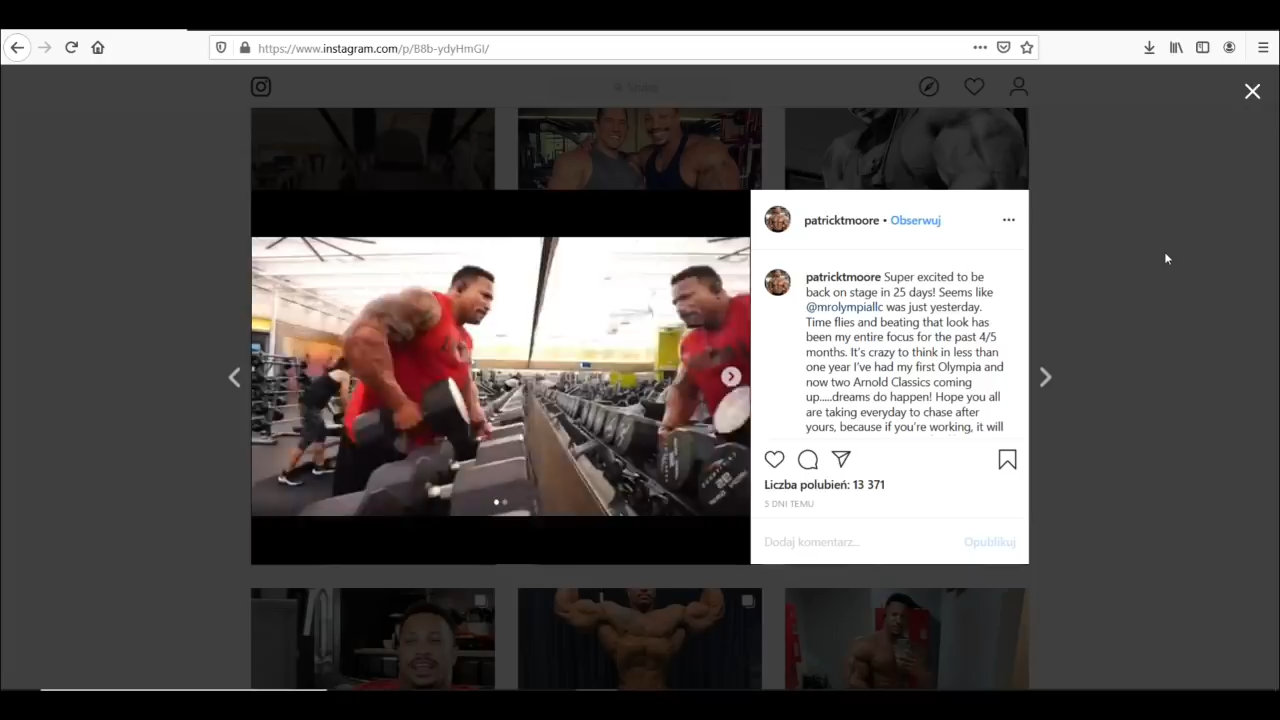 https://www.instagram.com/p/B8b-ydyHmGI/
patricktmoore • Obserwuj
patricktmoore Super excited to be
back on stage in 25 days! Seems like
@mrolympiallc was just yesterday.
Time flies and beating that look has
been my entire focus for the past 4/5
months. It's crazy to think in less than
one year I've had my first Olympia and
now two Arnold Classics coming
up.....dreams do happen! Hope you all
are taking everyday to chase after
yours, because if you're working, it will
Liczba polubień: 13 371
5 DNI TEMU
Dodaj komentarz...
Opublikuj